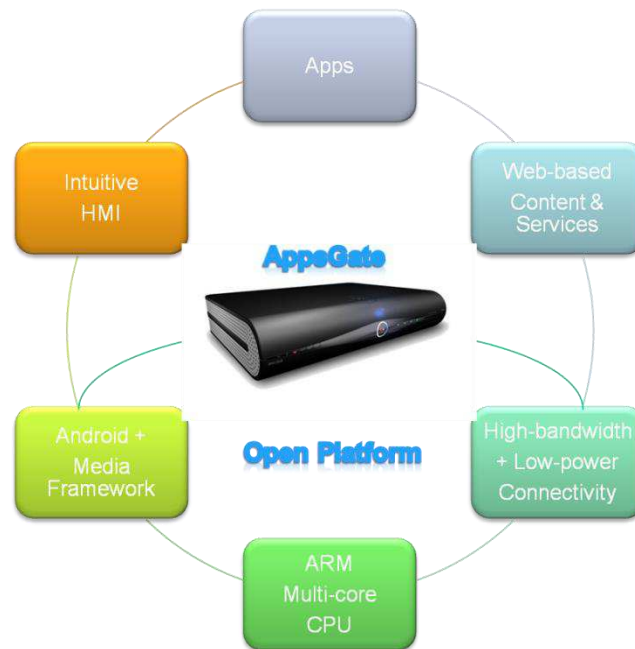 Apps
Intuitive
HMI
Web-based
Content &
Services
AppsGate
Android +
Media
Framework
Open Platform
High-bandwidth
+ Low-power
Connectivity
ARM
Multi-core
CPU